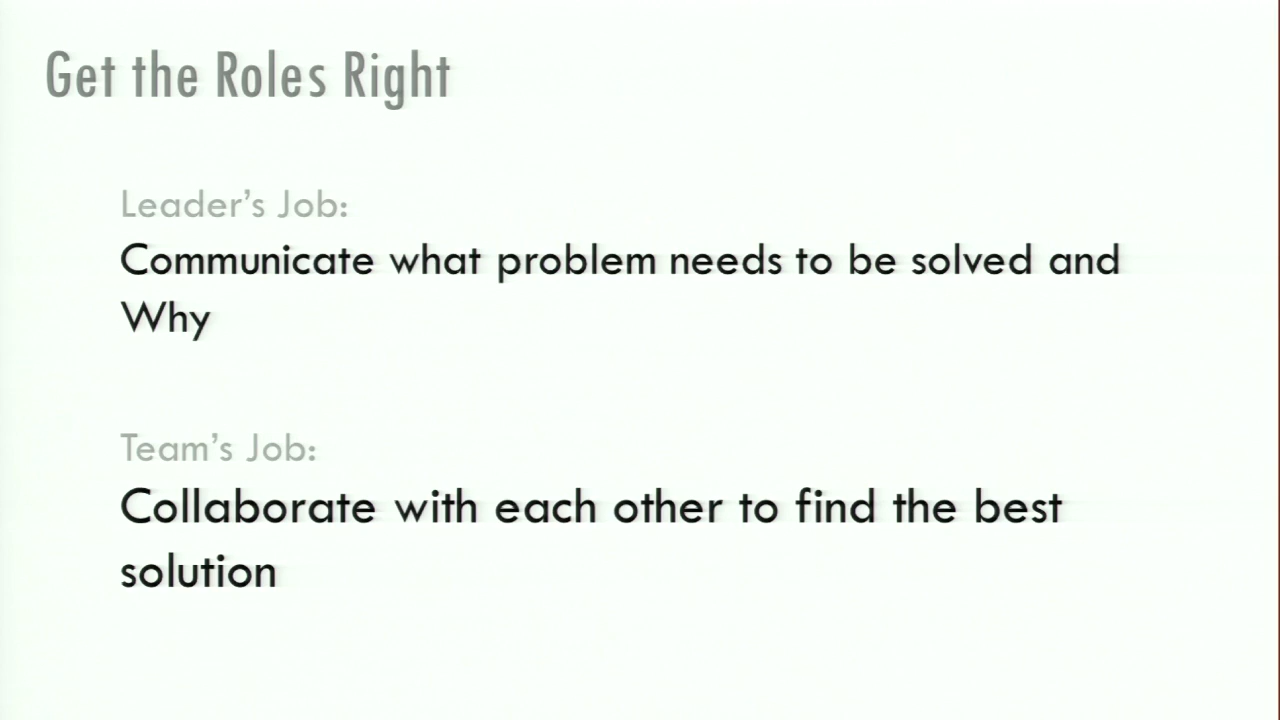 Get the Roles Right
Leader's Job:
Communicate what problem needs to be solved and
Why
Team's Job:
Collaborate with each other to find the best
solution